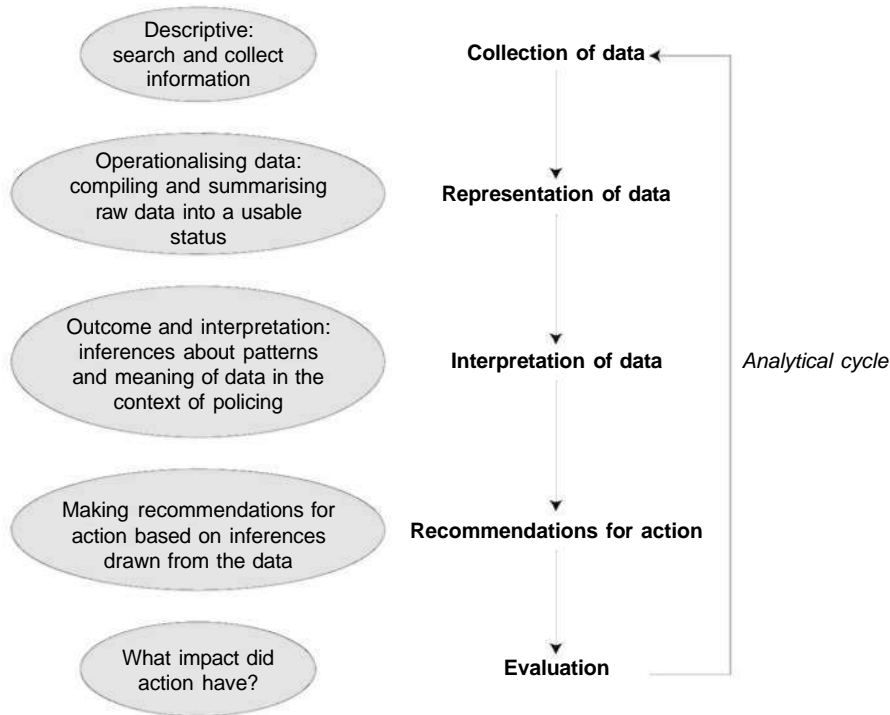 Descriptive:
search and collect
information
Collection of data
Operationalising data:
compiling and summarising
raw data into a usable
status
Representation of data
Outcome and interpretation:
inferences about patterns
and meaning of data in the
context of policing
Interpretation of data
Analytical cycle
Making recommendations for
action based on inferences
drawn from the data
Recommendations for action
What impact did
action have?
Evaluation